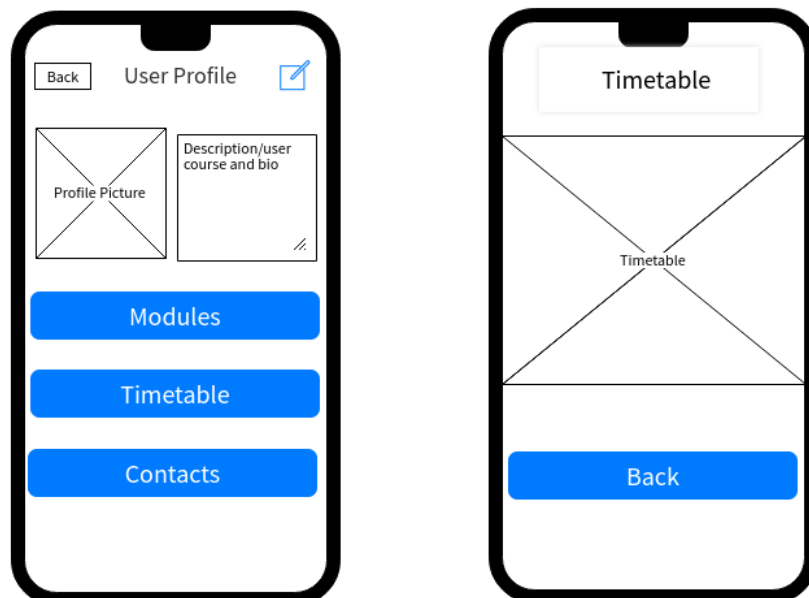 Back
User Profile
Profile Picture
Description/user
course and bio
Modules
Timetable
Contacts
Timetable
Timetable
Back